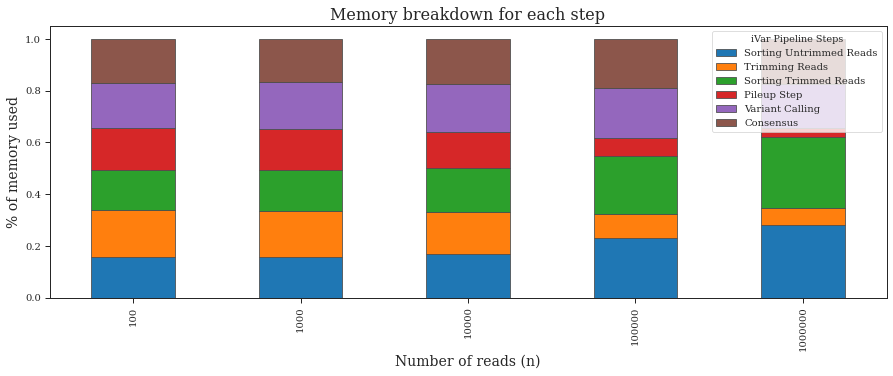 Memory breakdown for each step
iVar Pipeline Steps
Sorting Untrimmed Reads
Trimming Reads
Sorting Trimmed Reads
Pileup Step
Variant Calling
Consensus
% of memory used
1.0
0.8
0.6
0.4
0.2
0.0
100
1000
10000
100000
1000000
Number of reads (n)